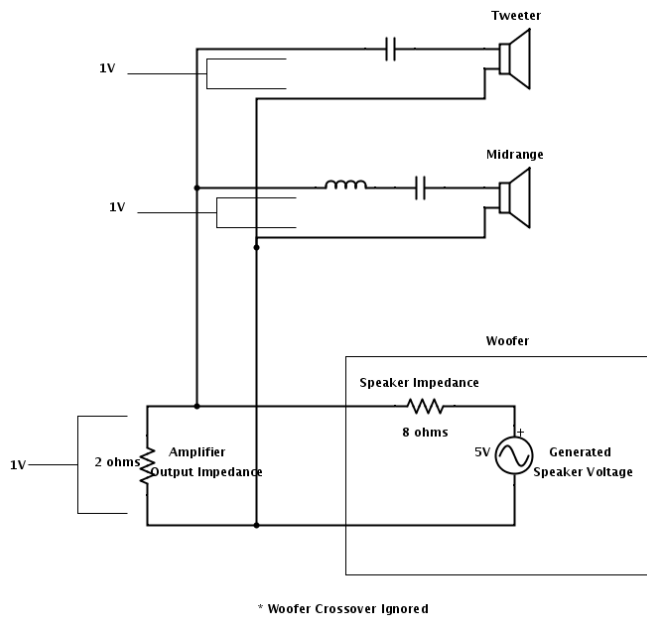 Tweeter
1V
Midrange
1V
Woofer
Speaker Impedance
8 ohms
+
5V
Generated
Speaker Voltage
1V
2 ohms
Amplifier
Output Impedance
* Woofer Crossover Ignored